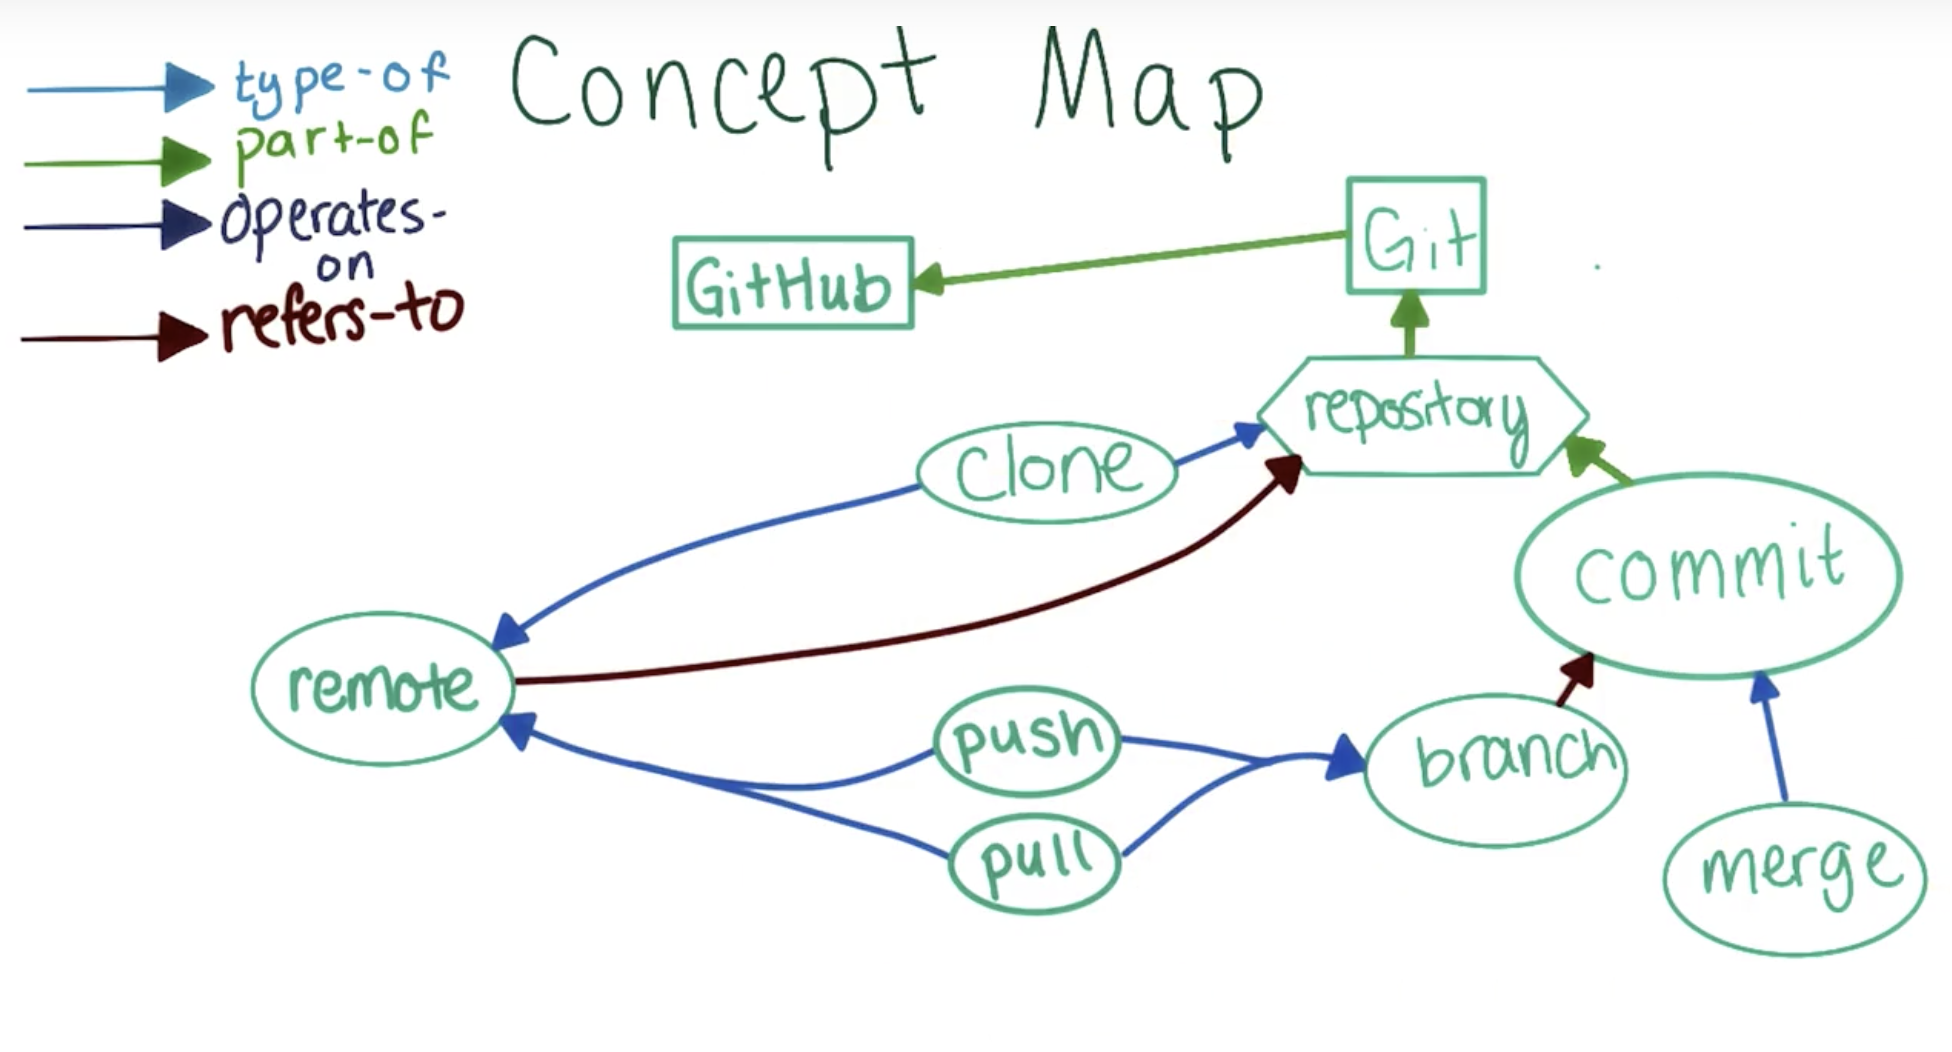 Concept Map
type-of
part-of
operates-
on
refers-to
Git
GitHub
repository
Clone
commit
remote
push
branch
pull
merge